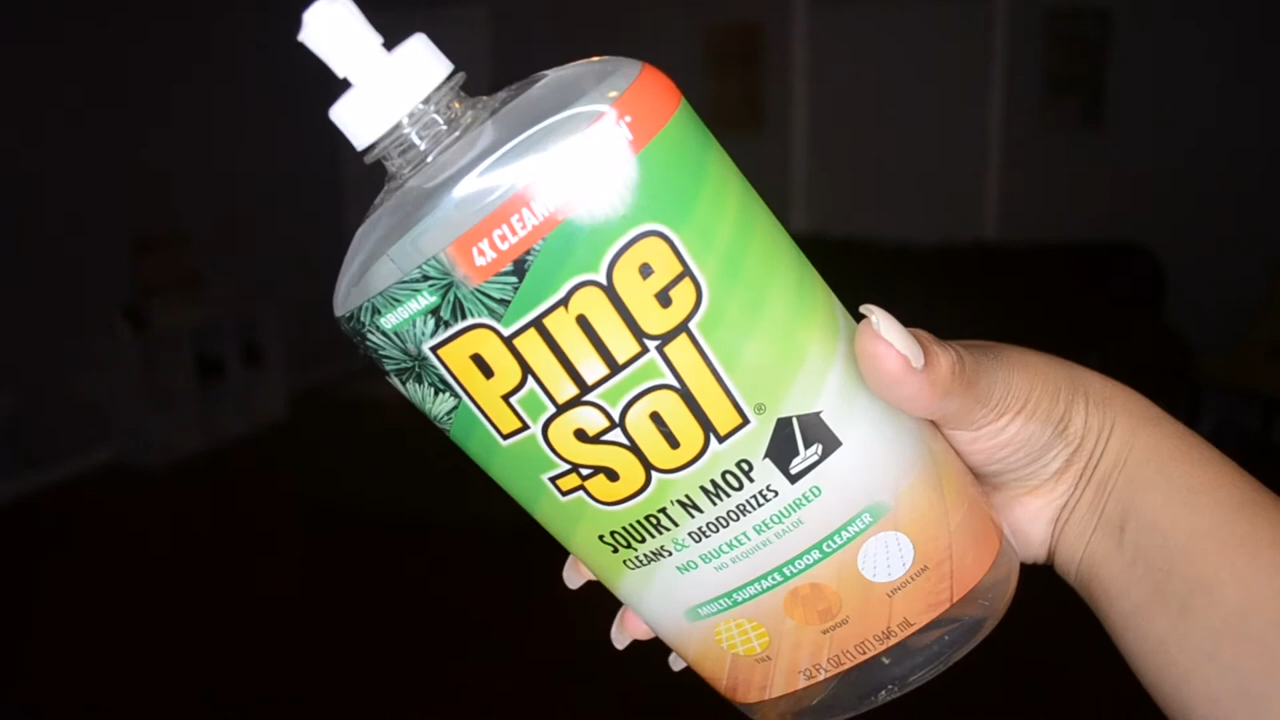 4X CLEAN
ORIGINAL
Pine
-Sol®
SQUIRT'N MOP
CLEANS & DEODORIZES
NO BUCKET REQUIRED
NO REQUIERE BALDE
MULTI-SURFACE FLOOR CLEANER
TILE
WOOD†
LINOLEUM
32 FL OZ (1 QT) 946 mL